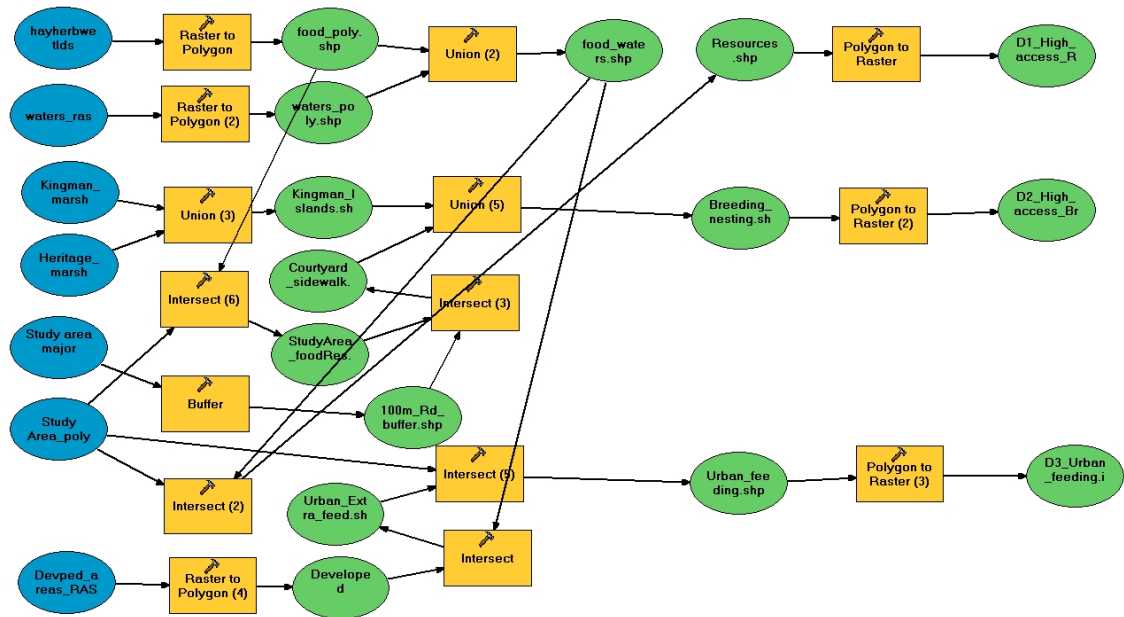 hayherbwe
tlds
Raster to
Polygon
food_poly.
shp
Union (2)
food_wate
rs.shp
Resources
.shp
Polygon to
Raster
D1_High_
access_R
waters_ras
Raster to
Polygon (2)
waters_po
ly.shp
Kingman_
marsh
Union (3)
Kingman_I
slands.sh
Union (5)
Breeding_
nesting.sh
Polygon to
Raster (2)
D2_High_
access_Br
Heritage_
marsh
Courtyard
_sidewalk.
Intersect (6)
Intersect (3)
Study area
major
StudyArea
_foodRes.
Buffer
100m_Rd_
buffer.shp
Study
Area_poly
Intersect (5)
Urban_fee
ding.shp
Polygon to
Raster (3)
D3_Urban
_feeding.i
Intersect (2)
Urban_Ext
ra_feed.sh
Intersect
Devped_a
reas_RAS
Raster to
Polygon (4)
Develope
d